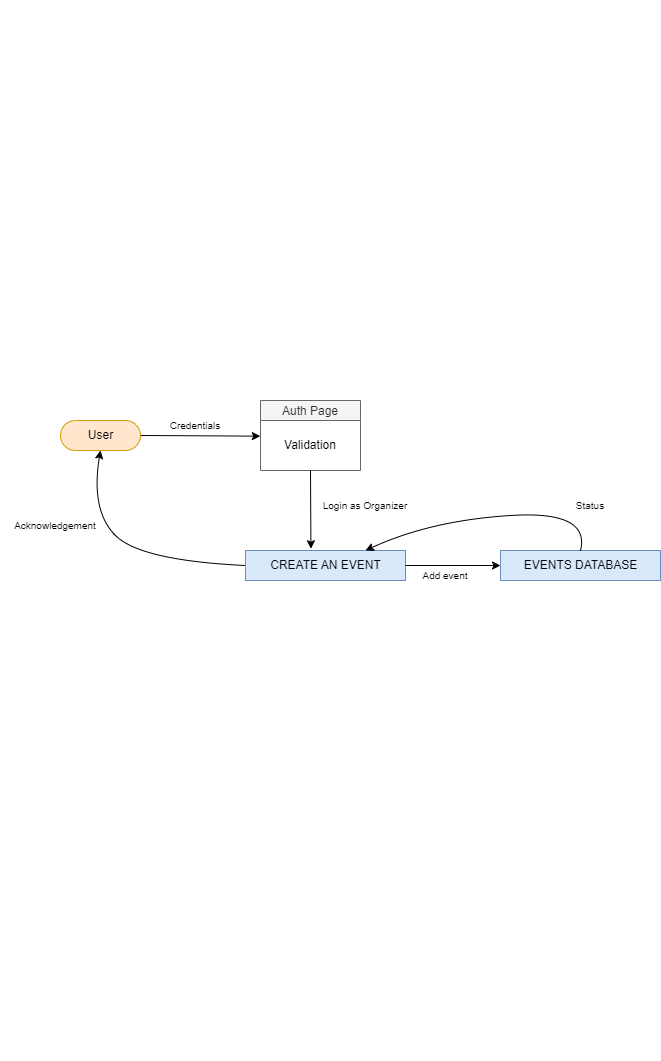 Auth Page
User
Credentials
Validation
Login as Organizer
Status
Acknowledgement
CREATE AN EVENT
Add event
EVENTS DATABASE